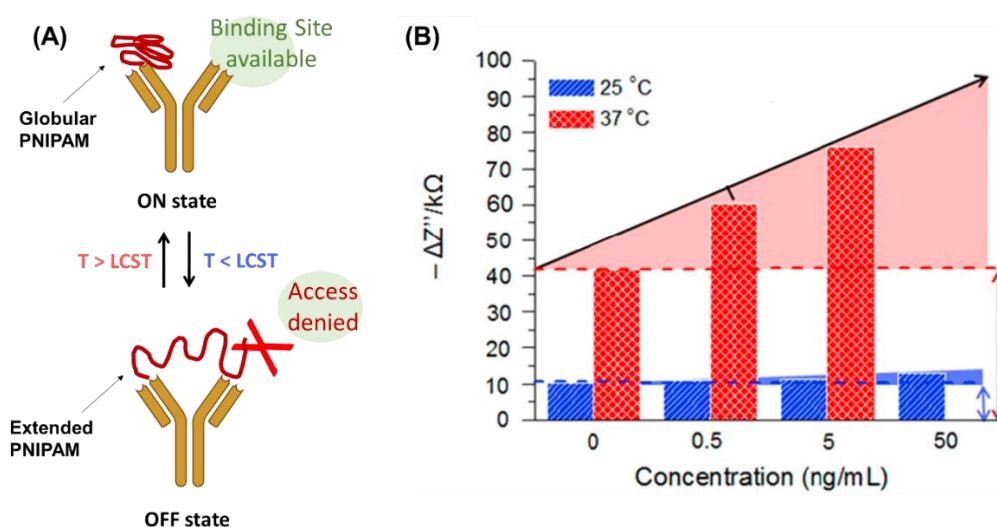 (A)
Binding Site
available
Globular
PNIPAM
ON state
T > LCST
T < LCST
Access
denied
Extended
PNIPAM
OFF state
(B)
100
90
80
70
60
50
40
30
20
10
0
− ΔZ''/kΩ
25 °C
37 °C
0
0.5
5
50
Concentration (ng/mL)